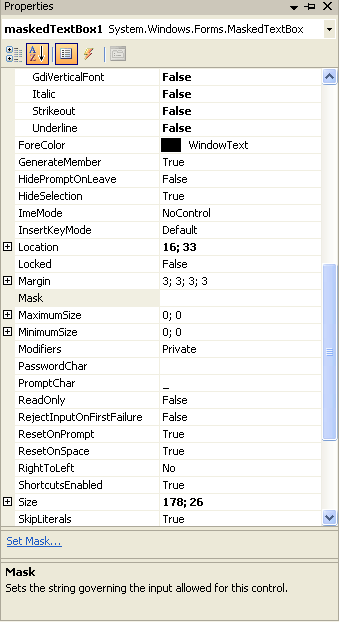 Properties
maskedTextBox1 System.Windows.Forms.MaskedTextBox
GdiVerticalFont False
Italic False
Strikeout False
Underline False
ForeColor WindowText
GenerateMember True
HidePromptOnLeave False
HideSelection True
ImeMode NoControl
InsertKeyMode Default
Location 16; 33
Locked False
Margin 3; 3; 3; 3
Mask
MaximumSize 0; 0
MinimumSize 0; 0
Modifiers Private
PasswordChar
PromptChar _
ReadOnly False
RejectInputOnFirstFailure False
ResetOnPrompt True
ResetOnSpace True
RightToLeft No
ShortcutsEnabled True
Size 178; 26
SkipLiterals True
Set Mask...
Mask
Sets the string governing the input allowed for this control.